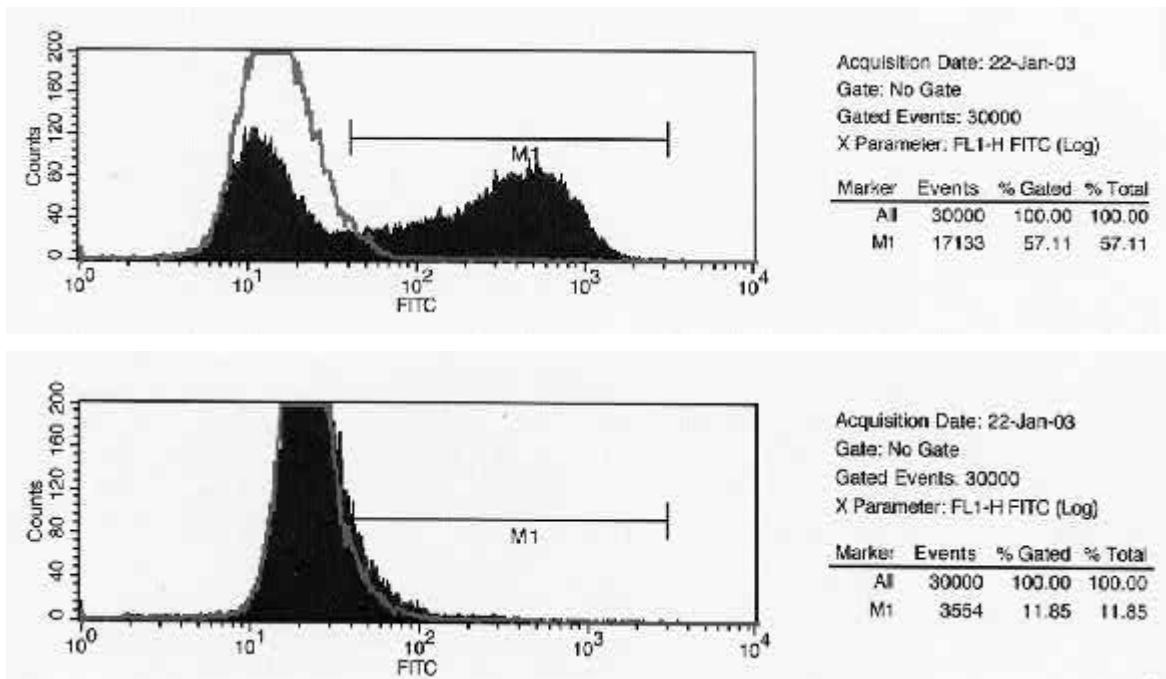 200
160
120
80
40
0
Counts
M1
10^0 10^1 10^2 10^3 10^4
FITC
Acquisition Date: 22-Jan-03
Gate: No Gate
Gated Events: 30000
X Parameter: FL1-H FITC (Log)
Marker Events % Gated % Total
All 30000 100.00 100.00
M1 17133 57.11 57.11
200
160
120
80
40
0
Counts
M1
10^0 10^1 10^2 10^3 10^4
FITC
Acquisition Date: 22-Jan-03
Gate: No Gate
Gated Events: 30000
X Parameter: FL1-H FITC (Log)
Marker Events % Gated % Total
All 30000 100.00 100.00
M1 3554 11.85 11.85